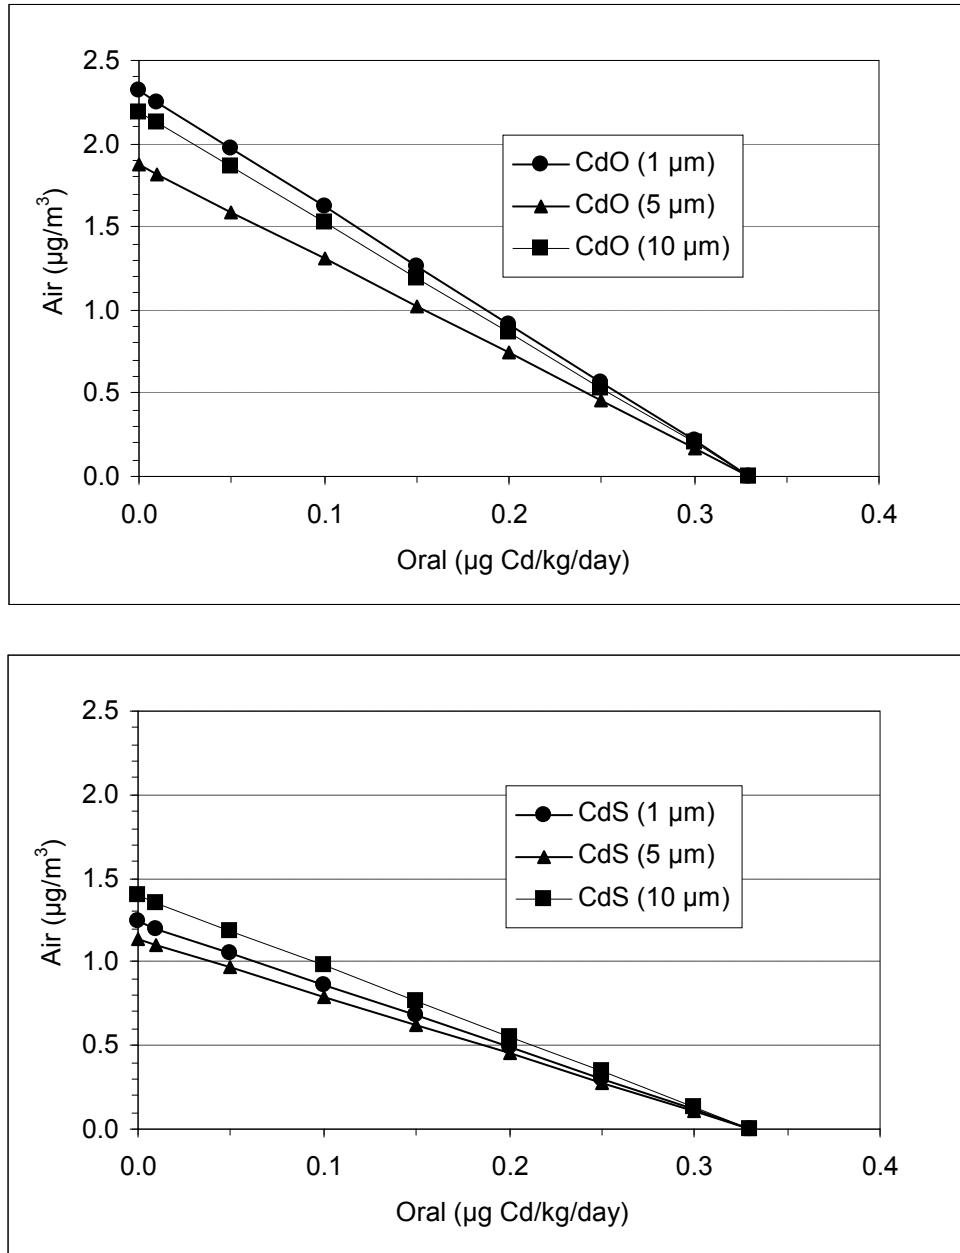 2.5
2.0
1.5
1.0
0.5
0.0
Air (µg/m³)
CdO (1 µm)
CdO (5 µm)
CdO (10 µm)
0.0 0.1 0.2 0.3 0.4
Oral (µg Cd/kg/day)
2.5
2.0
1.5
1.0
0.5
0.0
Air (µg/m³)
CdS (1 µm)
CdS (5 µm)
CdS (10 µm)
0.0 0.1 0.2 0.3 0.4
Oral (µg Cd/kg/day)